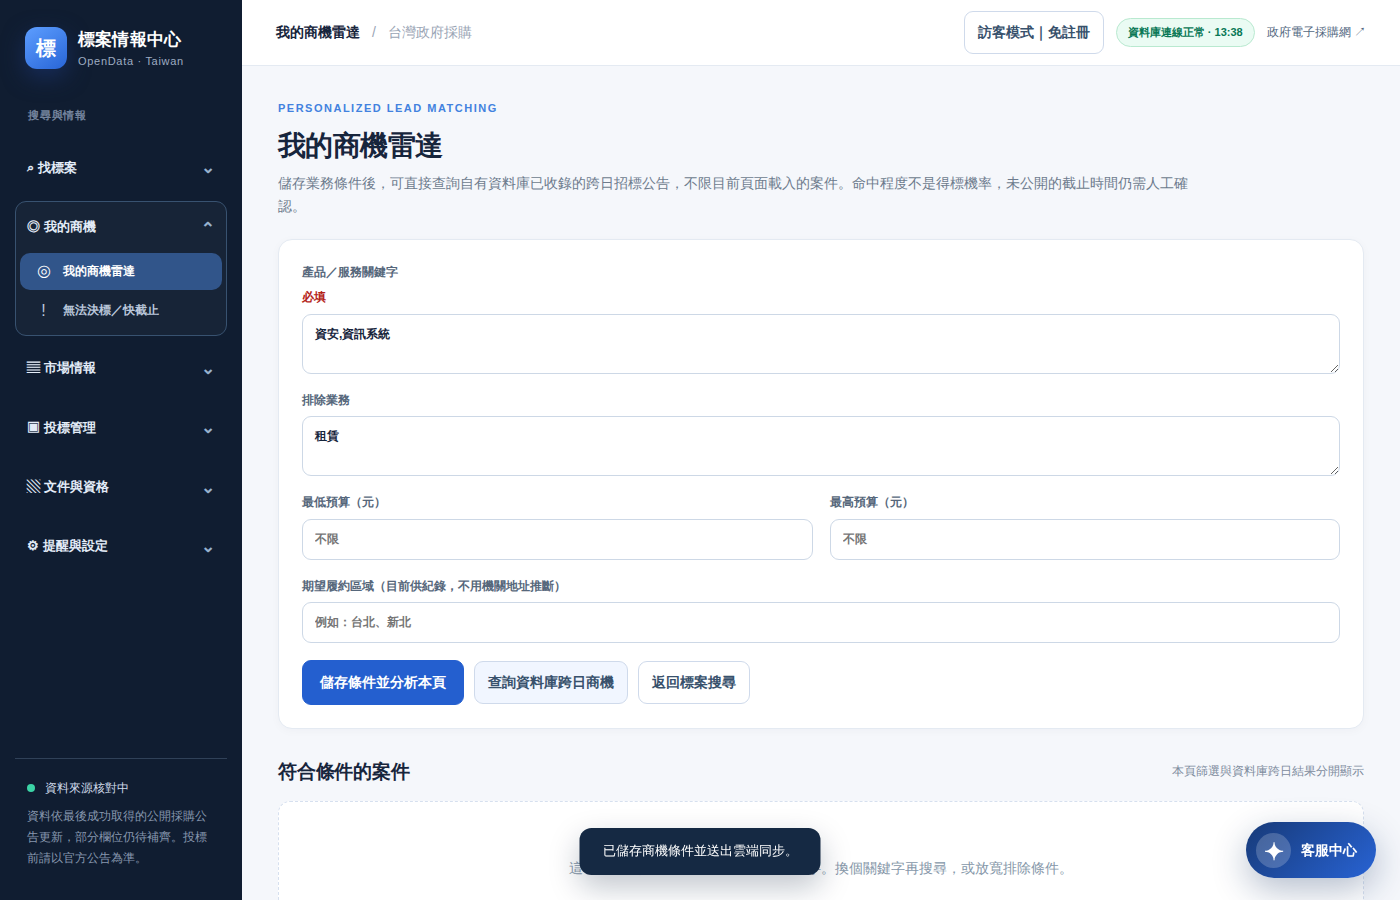 標
標案情報中心
OpenData · Taiwan
搜尋與情報
找標案
◎ 我的商機
◎ 我的商機雷達
! 無法決標／快截止
▤ 市場情報
▣ 投標管理
▧ 文件與資格
⚙ 提醒與設定
資料來源核對中
資料依最後成功取得的公開採購公
告更新，部分欄位仍待補齊。投標
前請以官方公告為準。
我的商機雷達 / 台灣政府採購
訪客模式｜免註冊
資料庫連線正常 · 13:38
政府電子採購網 ↗
PERSONALIZED LEAD MATCHING
我的商機雷達
儲存業務條件後，可直接查詢自有資料庫已收錄的跨日招標公告，不限目前頁面載入的案件。命中程度不是得標機率，未公開的截止時間仍需人工確
認。
產品／服務關鍵字
必填
資安,資訊系統
排除業務
租賃
最低預算（元）
最高預算（元）
不限
不限
期望履約區域（目前供紀錄，不用機關地址推斷）
例如：台北、新北
儲存條件並分析本頁
查詢資料庫跨日商機
返回標案搜尋
符合條件的案件
本頁篩選與資料庫跨日結果分開顯示
這
。換個關鍵字再搜尋，或放寬排除條件。
已儲存商機條件並送出雲端同步。
客服中心